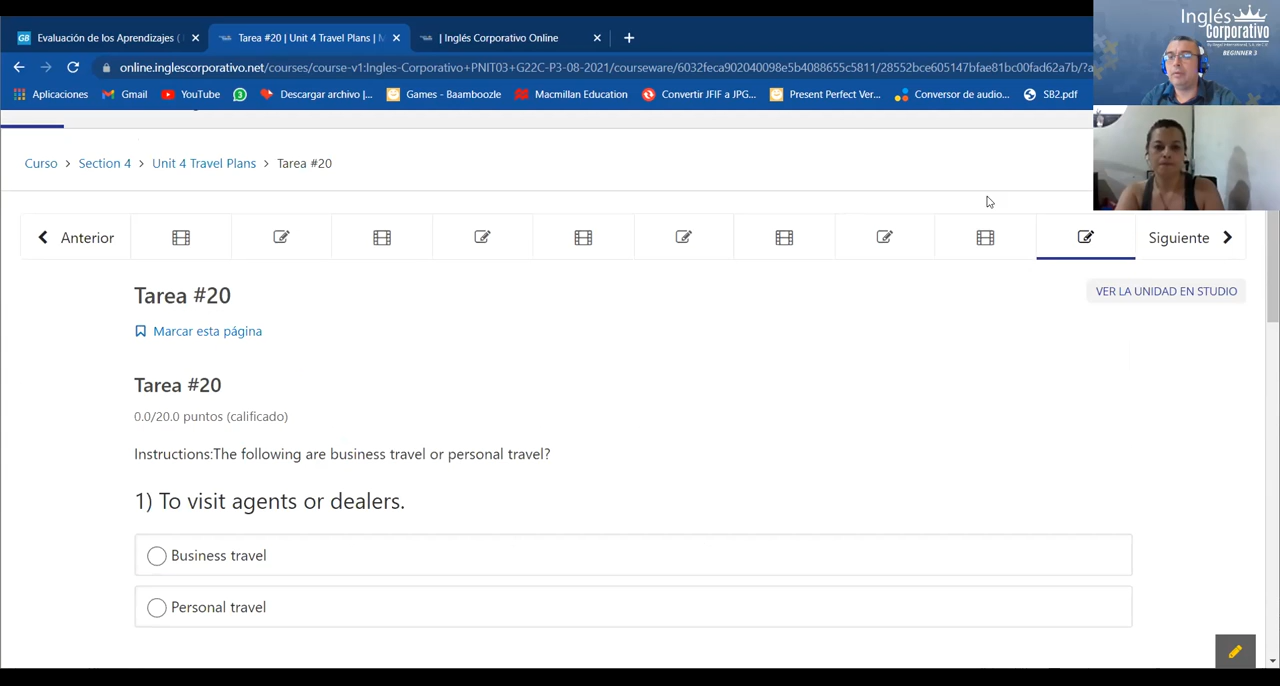 Evaluación de los Aprendizajes (
Tarea #20 | Unit 4 Travel Plans | M
| Inglés Corporativo Online
online.inglescorporativo.net/courses/course-v1:Ingles-Corporativo+PNIT03+G22C-P3-08-2021/courseware/6032feca902040098e5b4088655c5811/28552bce605147bfae81bc00fad62a7b/?a
Aplicaciones
Gmail
YouTube
Descargar archivo |...
Games - Baamboozle
Macmillan Education
Convertir JFIF a JPG...
Present Perfect Ver...
Conversor de audio...
SB2.pdf
Inglés
Corporativo
BEGINNER 3
Curso > Section 4 > Unit 4 Travel Plans > Tarea #20
Anterior
Siguiente
Tarea #20
VER LA UNIDAD EN STUDIO
Marcar esta página
Tarea #20
0.0/20.0 puntos (calificado)
Instructions:The following are business travel or personal travel?
1) To visit agents or dealers.
Business travel
Personal travel